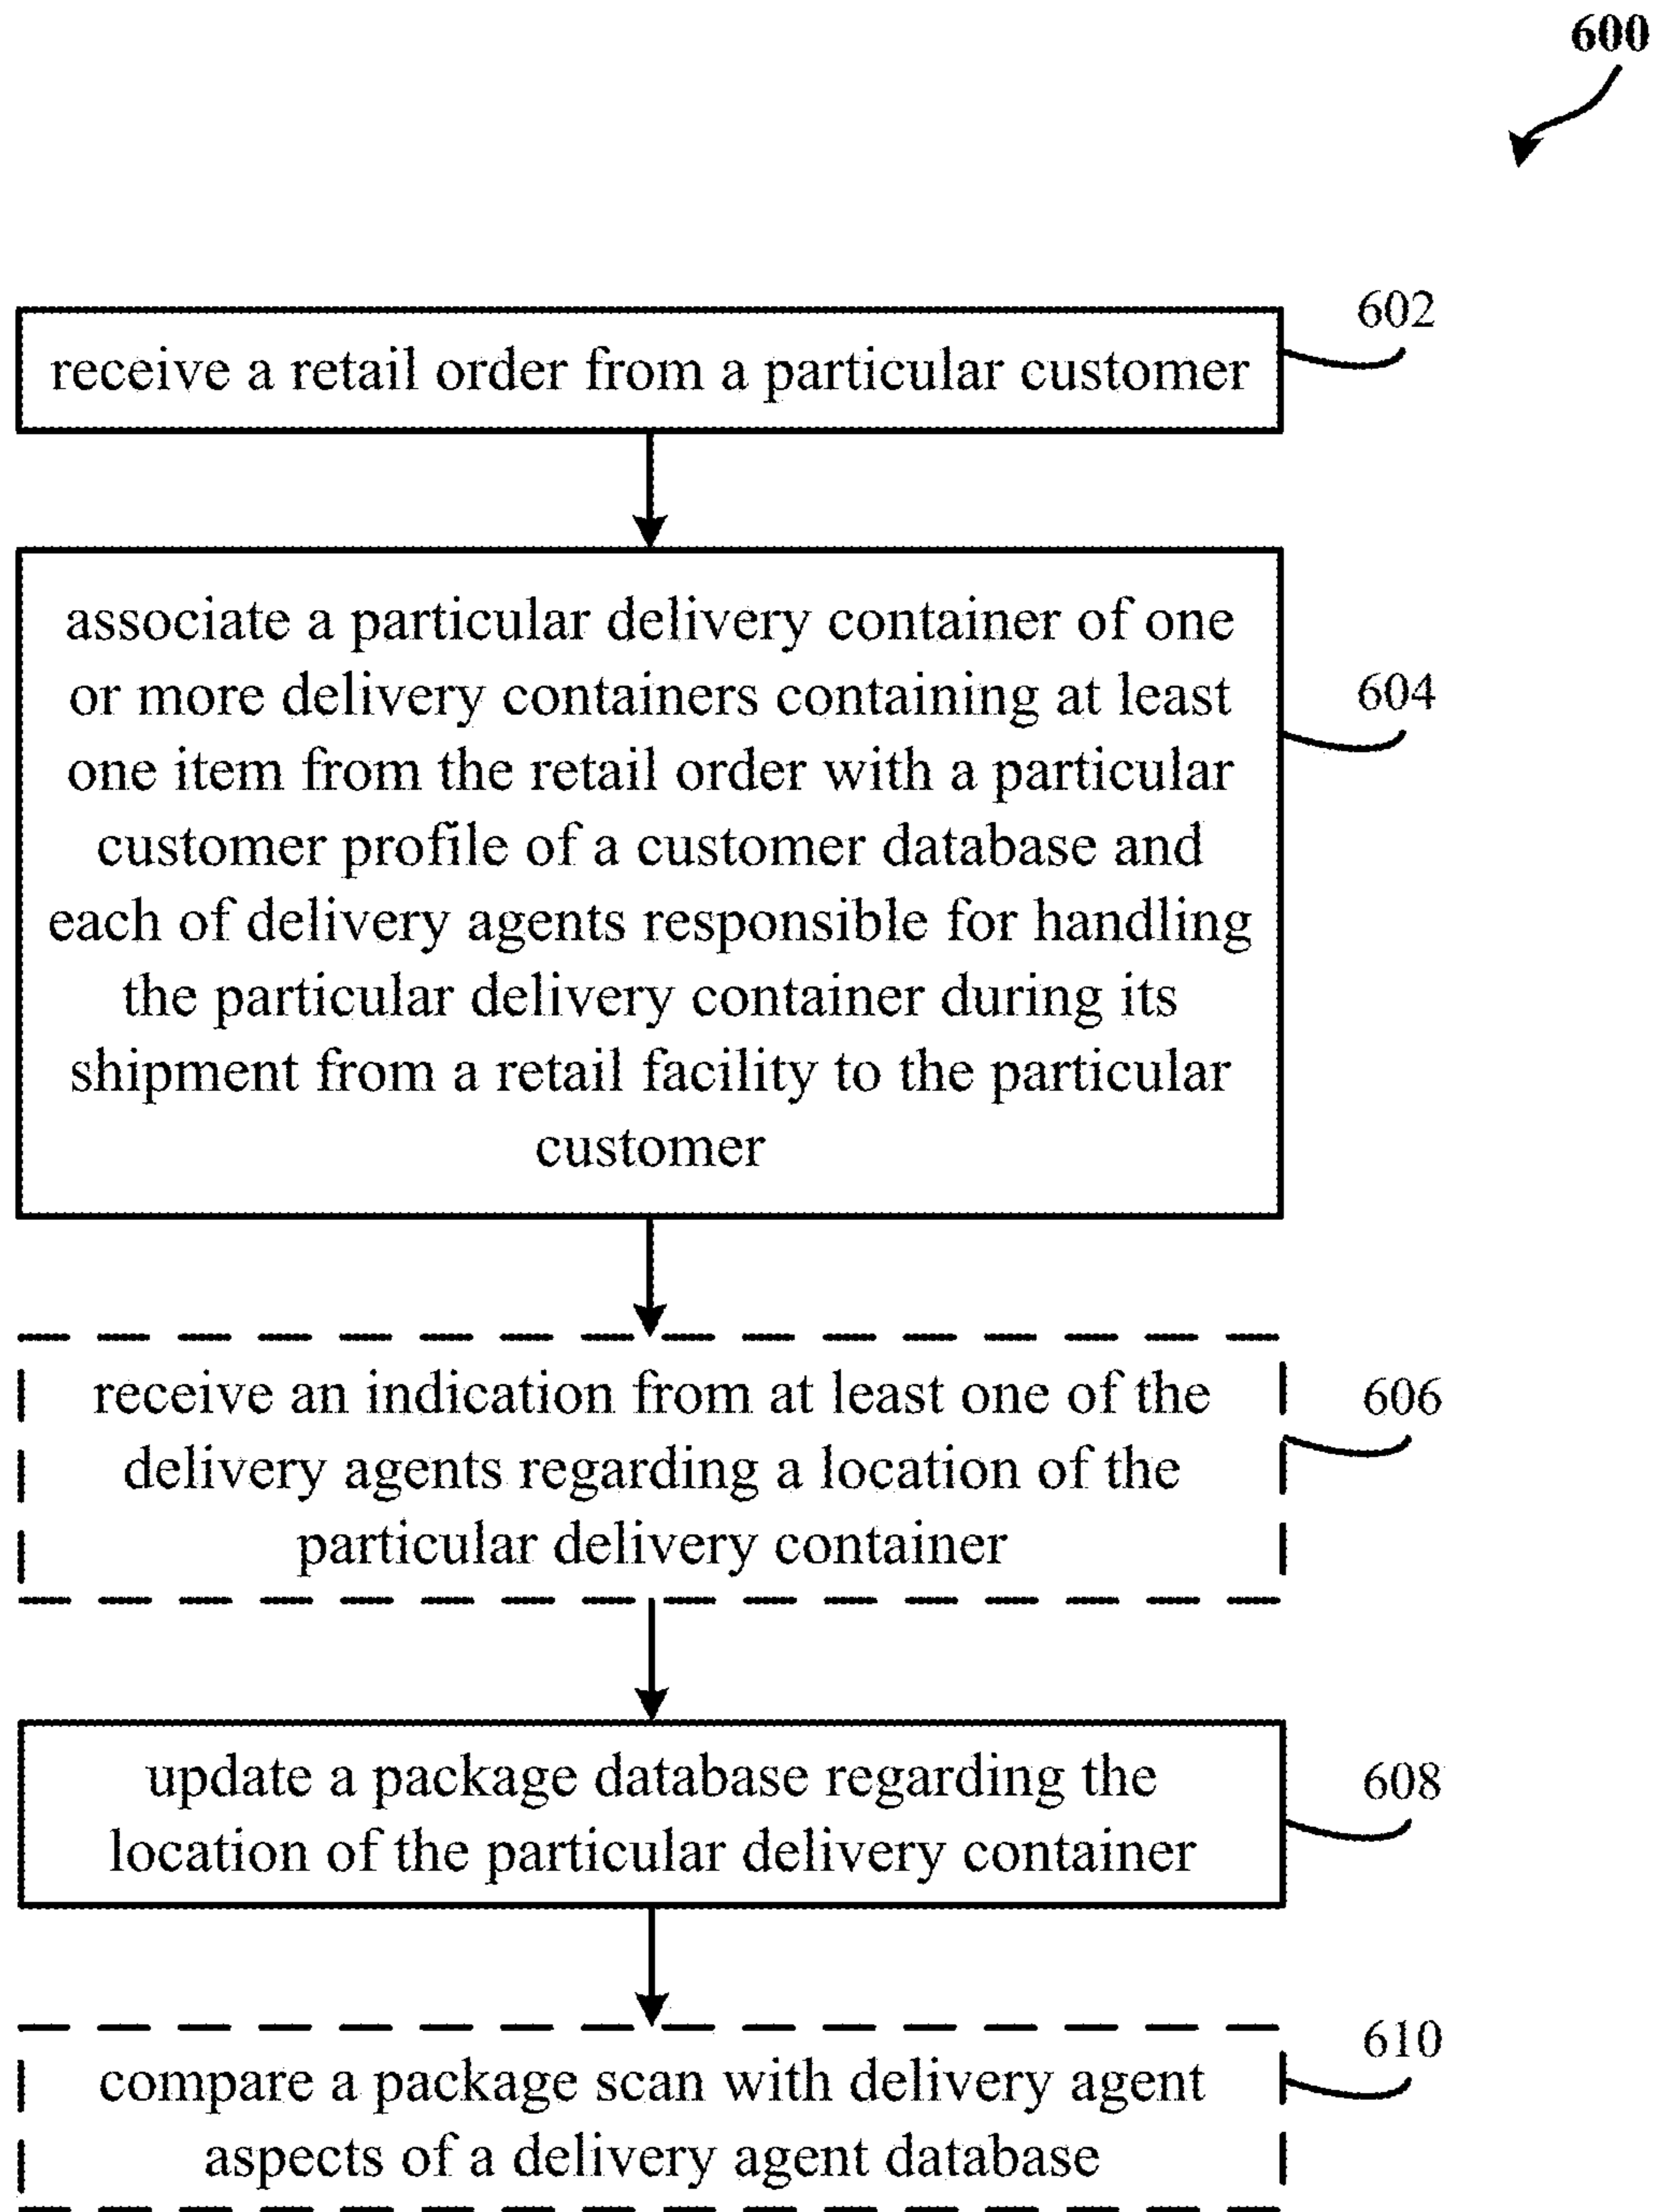 600
602
receive a retail order from a particular customer
associate a particular delivery container of one
or more delivery containers containing at least
604
one item from the retail order with a particular
customer profile of a customer database and
each of delivery agents responsible for handling
the particular delivery container during its
shipment from a retail facility to the particular
customer
receive an indication from at least one of the
606
delivery agents regarding a location of the
particular delivery container
update a package database regarding the
608
location of the particular delivery container
610
compare a package scan with delivery agent
aspects of a delivery agent database